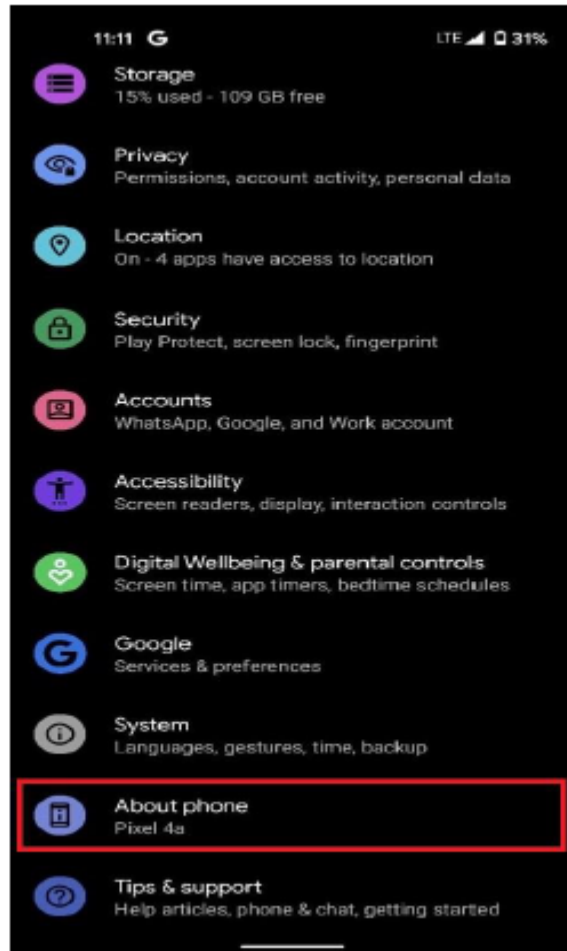 11:11 G LTE 31%
Storage
15% used - 109 GB free
Privacy
Permissions, account activity, personal data
Location
On - 4 apps have access to location
Security
Play Protect, screen lock, fingerprint
Accounts
WhatsApp, Google, and Work account
Accessibility
Screen readers, display, interaction controls
Digital Wellbeing & parental controls
Screen time, app timers, bedtime schedules
G
Google
Services & preferences
System
Languages, gestures, time, backup
About phone
Pixel 4a
Tips & support
Help articles, phone & chat, getting started